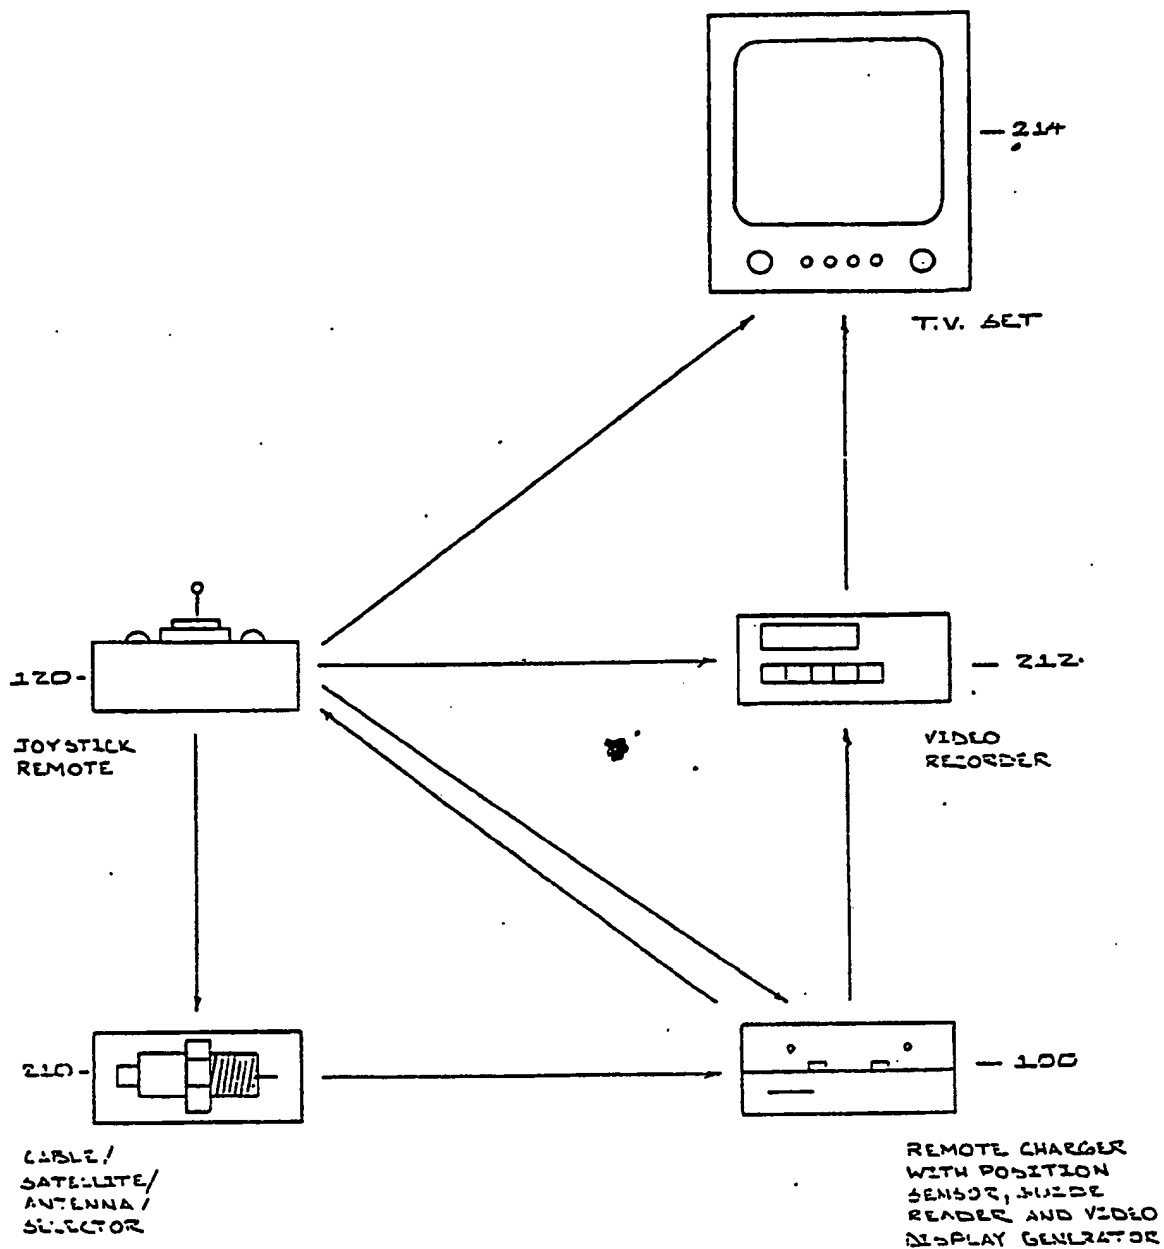 214
T.V. SET
120
212
JOYSTICK
REMOTE
VIDEO
RECORDER
210
100
CABLE/
SATELLITE/
ANTENNA/
SELECTOR
REMOTE CHARGER
WITH POSITION
SENSOR, GUIDE
READER AND VIDEO
DISPLAY GENERATOR